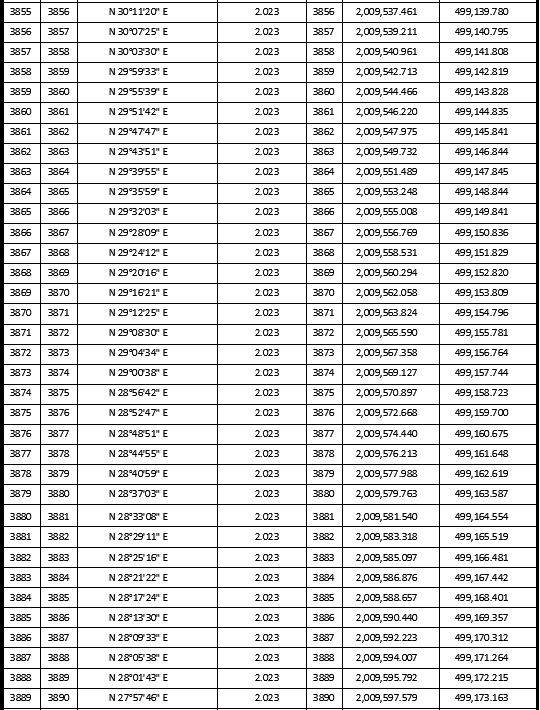 3855 3856 N 30°11'20" E 2.023 3856 2,009,537.461 499,139.780
3856 3857 N 30°07'25" E 2.023 3857 2,009,539.211 499,140.795
3857 3858 N 30°03'30" E 2.023 3858 2,009,540.961 499,141.808
3858 3859 N 29°59'33" E 2.023 3859 2,009,542.713 499,142.819
3859 3860 N 29°55'39" E 2.023 3860 2,009,544.466 499,143.828
3860 3861 N 29°51'42" E 2.023 3861 2,009,546.220 499,144.835
3861 3862 N 29°47'47" E 2.023 3862 2,009,547.975 499,145.841
3862 3863 N 29°43'51" E 2.023 3863 2,009,549.732 499,146.844
3863 3864 N 29°39'55" E 2.023 3864 2,009,551.489 499,147.845
3864 3865 N 29°35'59" E 2.023 3865 2,009,553.248 499,148.844
3865 3866 N 29°32'03" E 2.023 3866 2,009,555.008 499,149.841
3866 3867 N 29°28'09" E 2.023 3867 2,009,556.769 499,150.836
3867 3868 N 29°24'12" E 2.023 3868 2,009,558.531 499,151.829
3868 3869 N 29°20'16" E 2.023 3869 2,009,560.294 499,152.820
3869 3870 N 29°16'21" E 2.023 3870 2,009,562.058 499,153.809
3870 3871 N 29°12'25" E 2.023 3871 2,009,563.824 499,154.796
3871 3872 N 29°08'30" E 2.023 3872 2,009,565.590 499,155.781
3872 3873 N 29°04'34" E 2.023 3873 2,009,567.358 499,156.764
3873 3874 N 29°00'38" E 2.023 3874 2,009,569.127 499,157.744
3874 3875 N 28°56'42" E 2.023 3875 2,009,570.897 499,158.723
3875 3876 N 28°52'47" E 2.023 3876 2,009,572.668 499,159.700
3876 3877 N 28°48'51" E 2.023 3877 2,009,574.440 499,160.675
3877 3878 N 28°44'55" E 2.023 3878 2,009,576.213 499,161.648
3878 3879 N 28°40'59" E 2.023 3879 2,009,577.988 499,162.619
3879 3880 N 28°37'03" E 2.023 3880 2,009,579.763 499,163.587
3880 3881 N 28°33'08" E 2.023 3881 2,009,581.540 499,164.554
3881 3882 N 28°29'11" E 2.023 3882 2,009,583.318 499,165.519
3882 3883 N 28°25'16" E 2.023 3883 2,009,585.097 499,166.481
3883 3884 N 28°21'22" E 2.023 3884 2,009,586.876 499,167.442
3884 3885 N 28°17'24" E 2.023 3885 2,009,588.657 499,168.401
3885 3886 N 28°13'30" E 2.023 3886 2,009,590.440 499,169.357
3886 3887 N 28°09'33" E 2.023 3887 2,009,592.223 499,170.312
3887 3888 N 28°05'38" E 2.023 3888 2,009,594.007 499,171.264
3888 3889 N 28°01'43" E 2.023 3889 2,009,595.792 499,172.215
3889 3890 N 27°57'46" E 2.023 3890 2,009,597.579 499,173.163